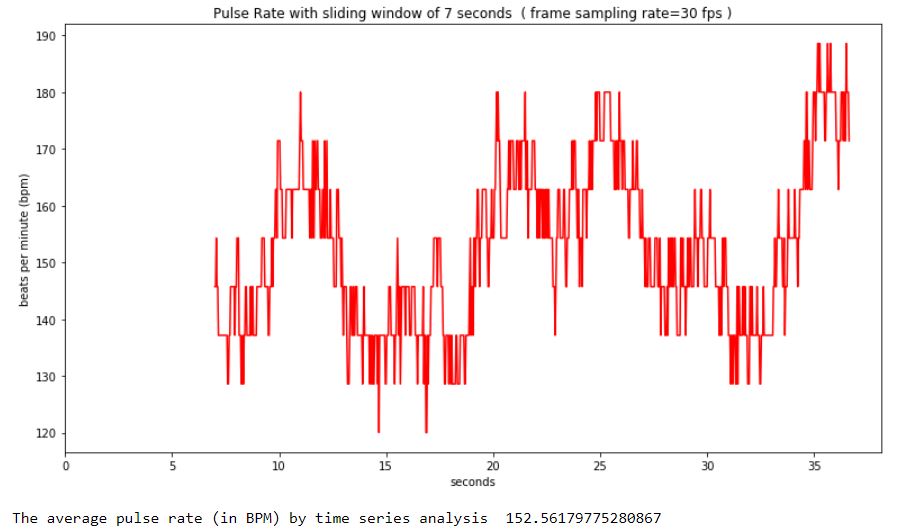 Pulse Rate with sliding window of 7 seconds ( frame sampling rate=30 fps )
190
180
170
160
150
140
130
120
beats per minute (bpm)
0 5 10 15 20 25 30 35
seconds
The average pulse rate (in BPM) by time series analysis 152.56179775280867